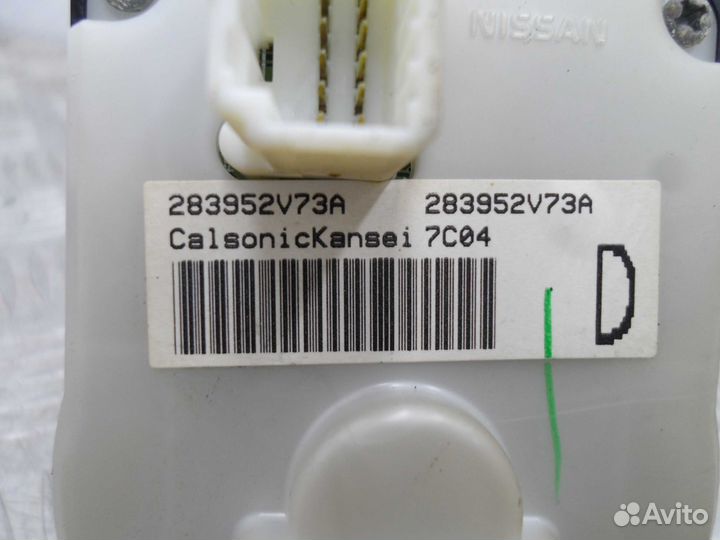 NISSAN
283952V73A 283952V73A
CalsonicKansei 7C04
D
Avito